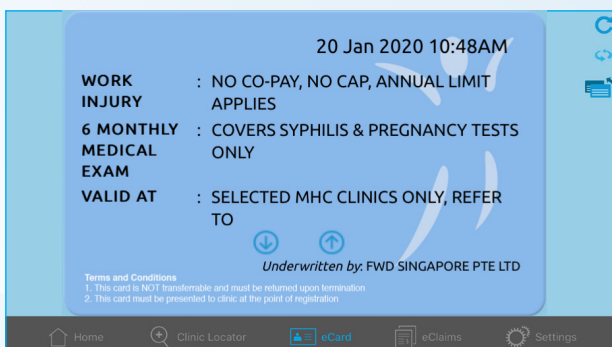 20 Jan 2020 10:48AM
WORK INJURY : NO CO-PAY, NO CAP, ANNUAL LIMIT APPLIES
6 MONTHLY MEDICAL EXAM : COVERS SYPHILIS & PREGNANCY TESTS ONLY
VALID AT : SELECTED MHC CLINICS ONLY, REFER TO
Underwritten by: FWD SINGAPORE PTE LTD
Terms and Conditions
1. This card is NOT transferrable and must be returned upon termination
2. This card must be presented to clinic at the point of registration
Home Clinic Locator eCard eClaims Settings